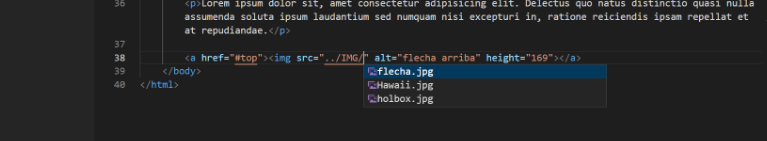 36 <p>Lorem ipsum dolor sit, amet consectetur adipisicing elit. Delectus quo natus distinctio quasi nulla
assumenda soluta ipsum laudantium sed numquam nisi excepturi in, ratione reiciendis ipsam repellat et
at repudiandae.</p>
37
38 <a href="#top"><img src="../IMG/" alt="flecha arriba" height="169"></a>
flecha.jpg
39 </body>
Hawaii.jpg
40 </html>
holbox.jpg